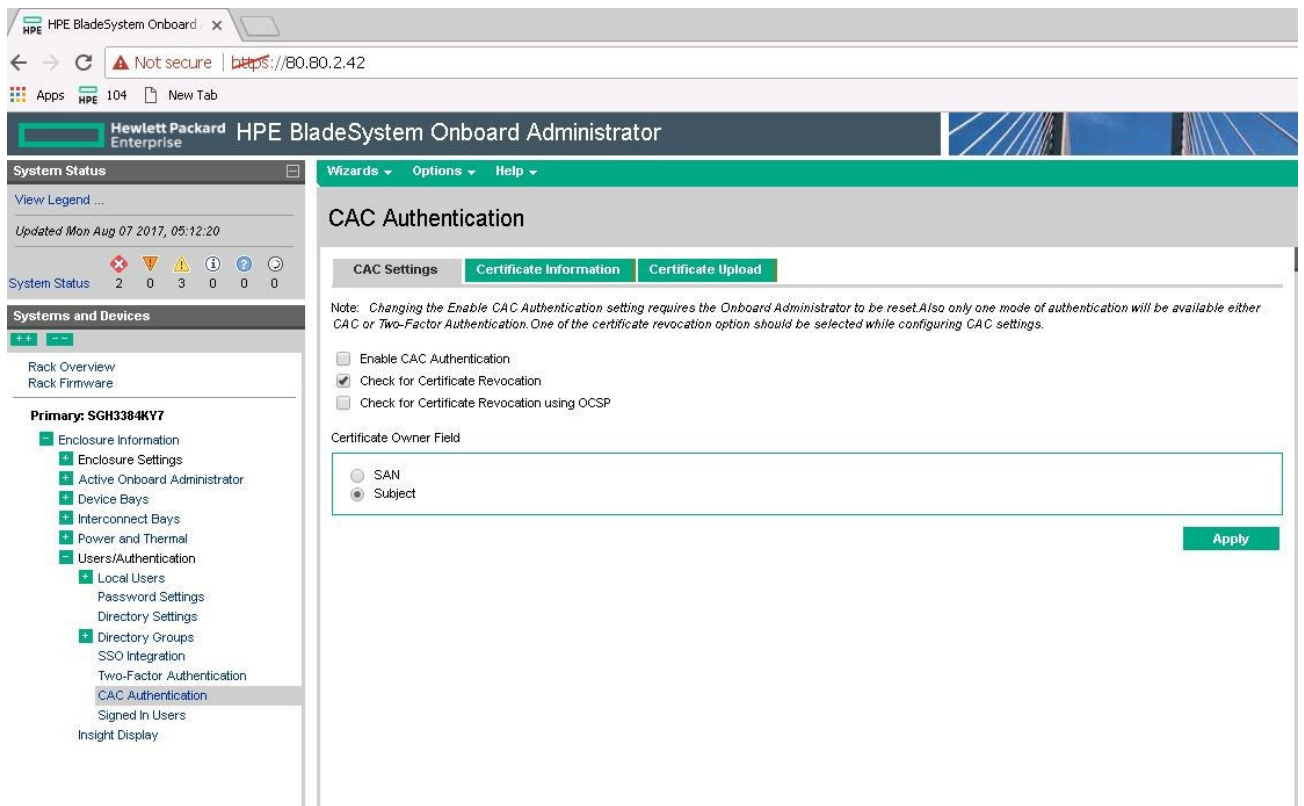 HPE BladeSystem Onboard
Not secure | https://80.80.2.42
Apps HPE 104 New Tab
Hewlett Packard Enterprise HPE BladeSystem Onboard Administrator
System Status
View Legend ...
Updated Mon Aug 07 2017, 05:12:20
System Status 2 0 3 0 0 0
Systems and Devices
Rack Overview
Rack Firmware
Primary: SGH3384KY7
Enclosure Information
Enclosure Settings
Active Onboard Administrator
Device Bays
Interconnect Bays
Power and Thermal
Users/Authentication
Local Users
Password Settings
Directory Settings
Directory Groups
SSO Integration
Two-Factor Authentication
CAC Authentication
Signed In Users
Insight Display
Wizards Options Help
CAC Authentication
CAC Settings Certificate Information Certificate Upload
Note: Changing the Enable CAC Authentication setting requires the Onboard Administrator to be reset.Also only one mode of authentication will be available either
CAC or Two-Factor Authentication.One of the certificate revocation option should be selected while configuring CAC settings.
Enable CAC Authentication
Check for Certificate Revocation
Check for Certificate Revocation using OCSP
Certificate Owner Field
SAN
Subject
Apply